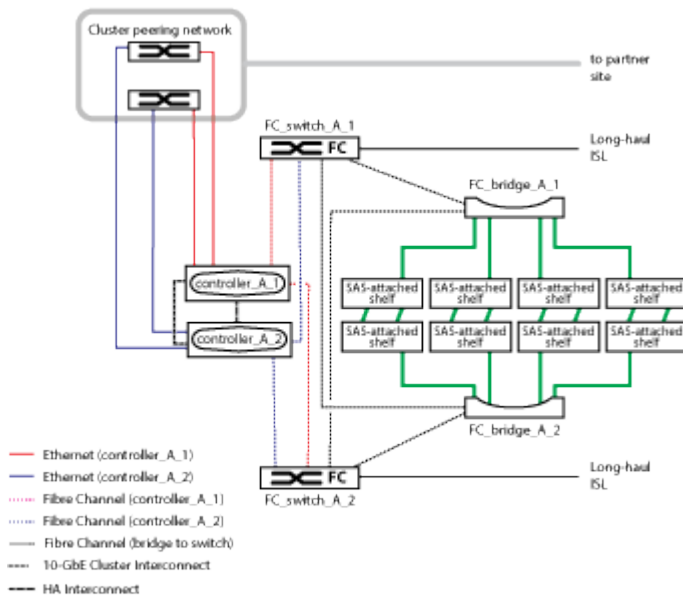 Cluster peering network
to partner
site
FC_switch_A_1
FC
Long-haul
ISL
FC_bridge_A_1
controller_A_1
controller_A_2
SAS-attached
shelf
SAS-attached
shelf
SAS-attached
shelf
SAS-attached
shelf
SAS-attached
shelf
SAS-attached
shelf
SAS-attached
shelf
SAS-attached
shelf
FC_bridge_A_2
FC
FC_switch_A_2
Long-haul
ISL
Ethernet (controller_A_1)
Ethernet (controller_A_2)
Fibre Channel (controller_A_1)
Fibre Channel (controller_A_2)
Fibre Channel (bridge to switch)
10-GbE Cluster Interconnect
HA Interconnect